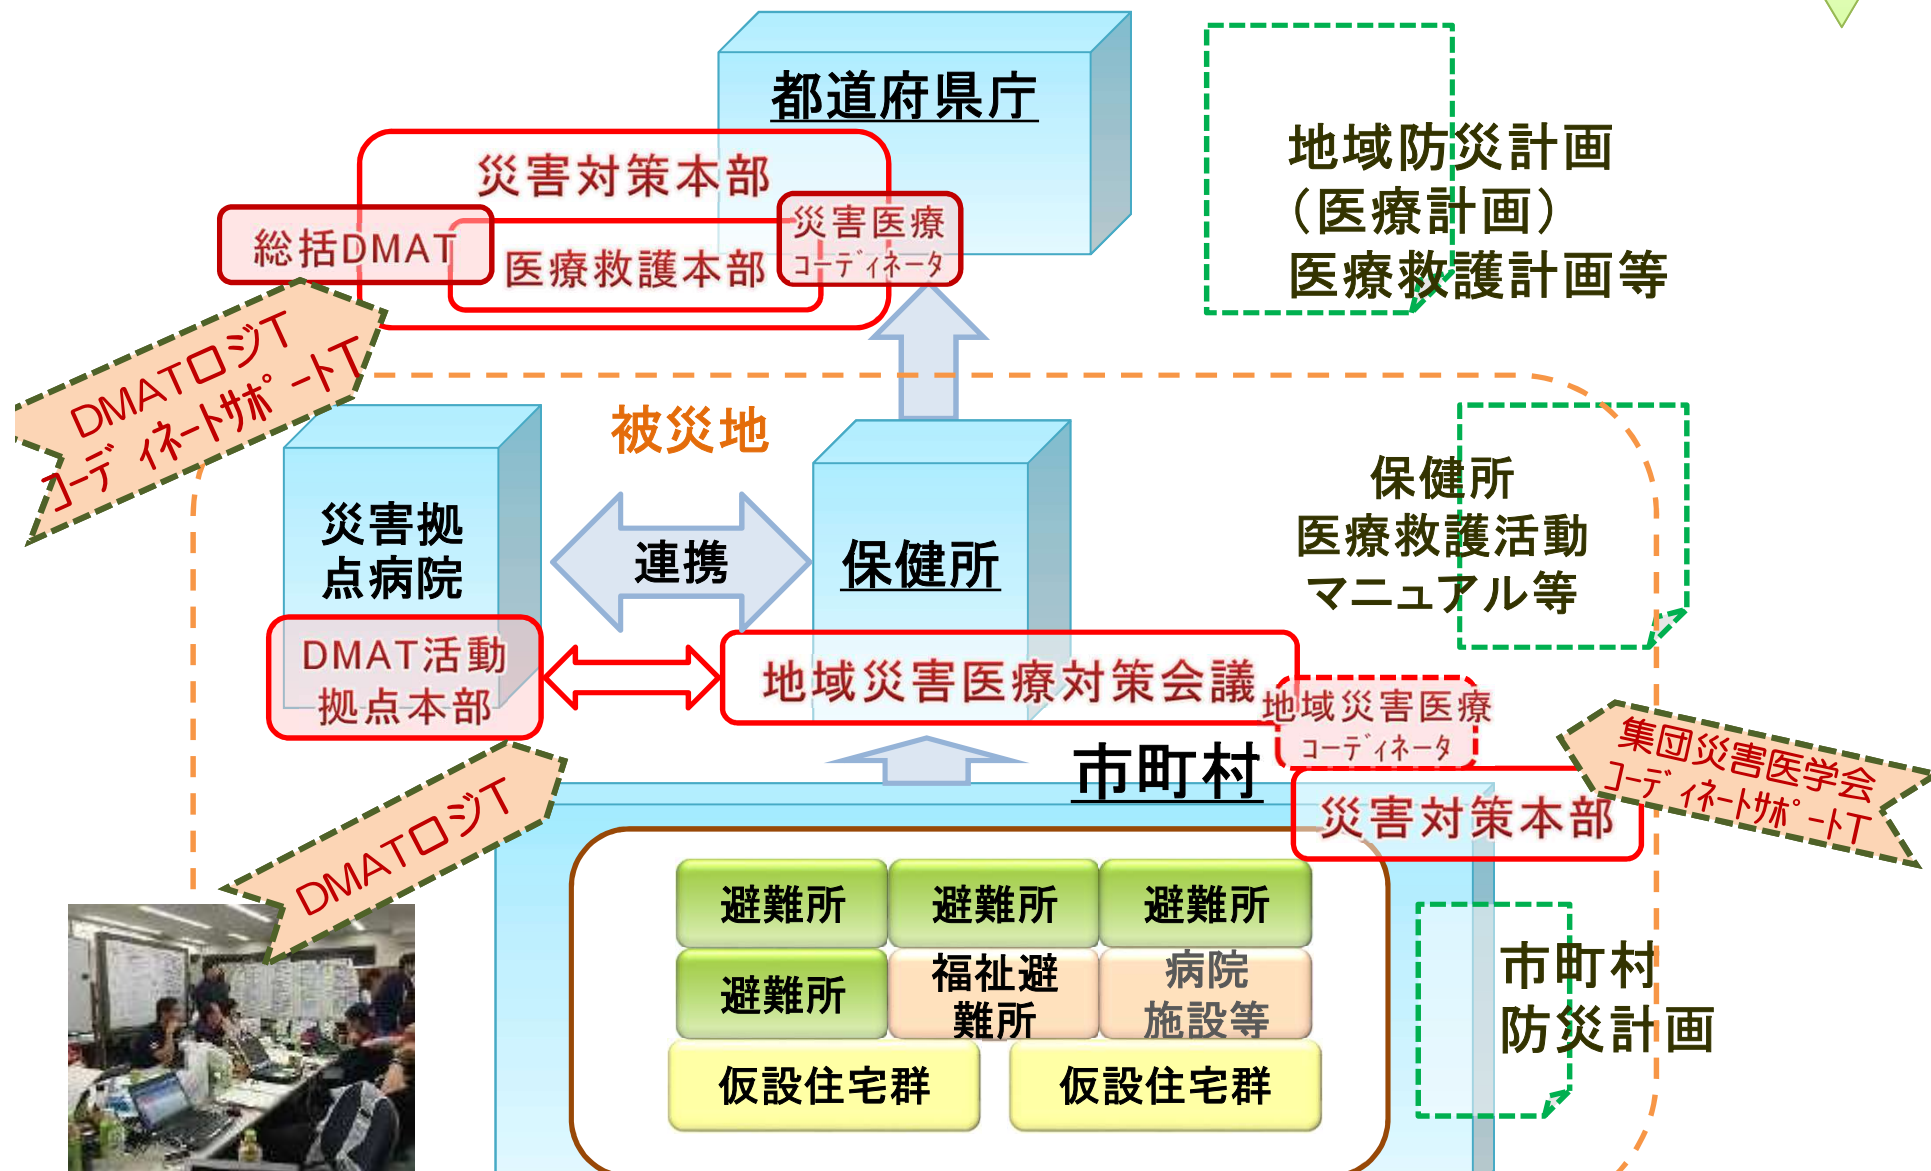 都道府県庁
災害対策本部
総括DMAT
医療救護本部
災害医療
コーディネータ
地域防災計画
（医療計画）
医療救護計画等
DMATロジT
コーディネートサポートT
被災地
災害拠
点病院
連携
保健所
保健所
医療救護活動
マニュアル等
DMAT活動
拠点本部
地域災害医療対策会議
地域災害医療
コーディネータ
市町村
災害対策本部
集団災害医学会
コーディネートサポートT
DMATロジT
避難所
避難所
避難所
避難所
福祉避
難所
病院
施設等
仮設住宅群
仮設住宅群
市町村
防災計画